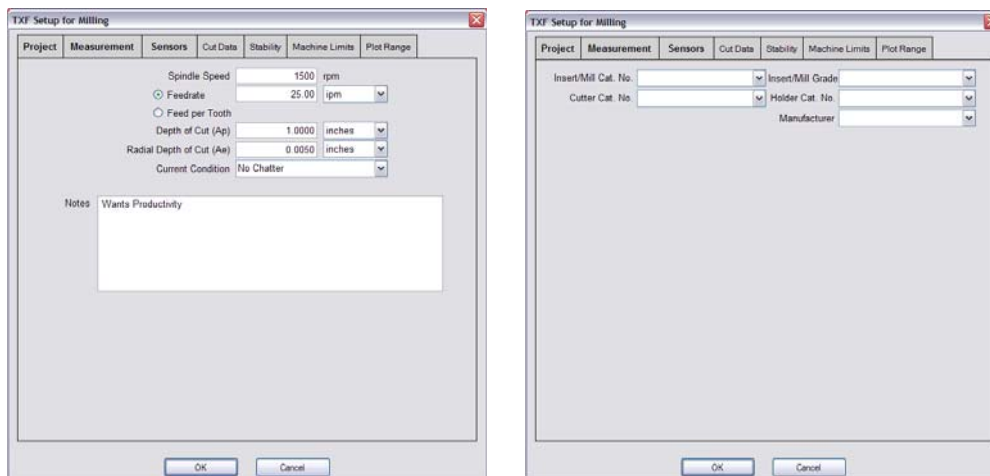 TXF Setup for Milling
Project Measurement Sensors Cut Data Stability Machine Limits Plot Range
Spindle Speed 1500 rpm
Feedrate 25.00 ipm
Feed per Tooth
Depth of Cut (Ap) 1.0000 inches
Radial Depth of Cut (Ae) 0.0050 inches
Current Condition No Chatter
Notes Wants Productivity
OK Cancel
TXF Setup for Milling
Project Measurement Sensors Cut Data Stability Machine Limits Plot Range
Insert/Mill Cat. No. Insert/Mill Grade
Cutter Cat. No. Holder Cat. No.
Manufacturer
OK Cancel